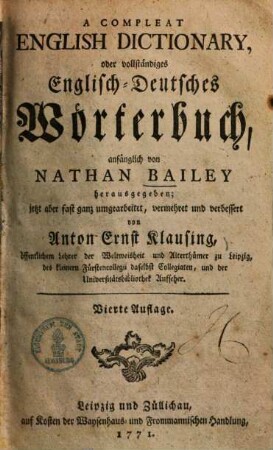 A COMPLEAT
ENGLISH DICTIONARY,
oder vollständiges
Englisch-Deutsches
Wörterbuch,
anfänglich von
NATHAN BAILEY
herausgegeben;
jetzt aber fast ganz umgearbeitet, vermehret und verbessert
von
Anton Ernst Klausing,
öffentlichem Lehrer der Weltweisheit und Alterthümer zu Leipzig,
des kleinern Fürstencollegii daselbst Collegiaten, und der
Universitätsbibliothek Aufseher.
Vierte Auflage.
Leipzig und Züllichau,
auf Kosten der Waysenhaus- und Frommannischen Handlung,
1771.